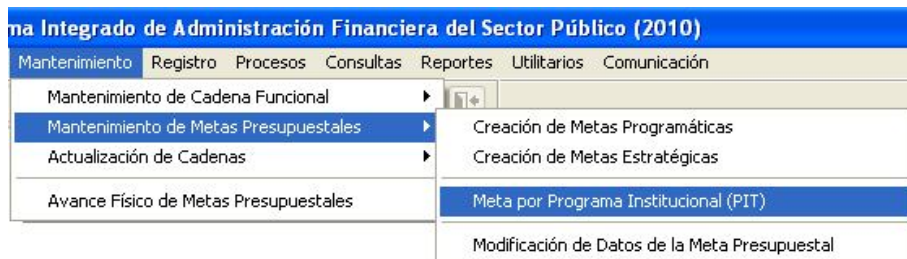 ma Integrado de Administración Financiera del Sector Público (2010)
Mantenimiento Registro Procesos Consultas Reportes Utilitarios Comunicación
Mantenimiento de Cadena Funcional
Mantenimiento de Metas Presupuestales
Actualización de Cadenas
Avance Físico de Metas Presupuestales
Creación de Metas Programáticas
Creación de Metas Estratégicas
Meta por Programa Institucional (PIT)
Modificación de Datos de la Meta Presupuestal